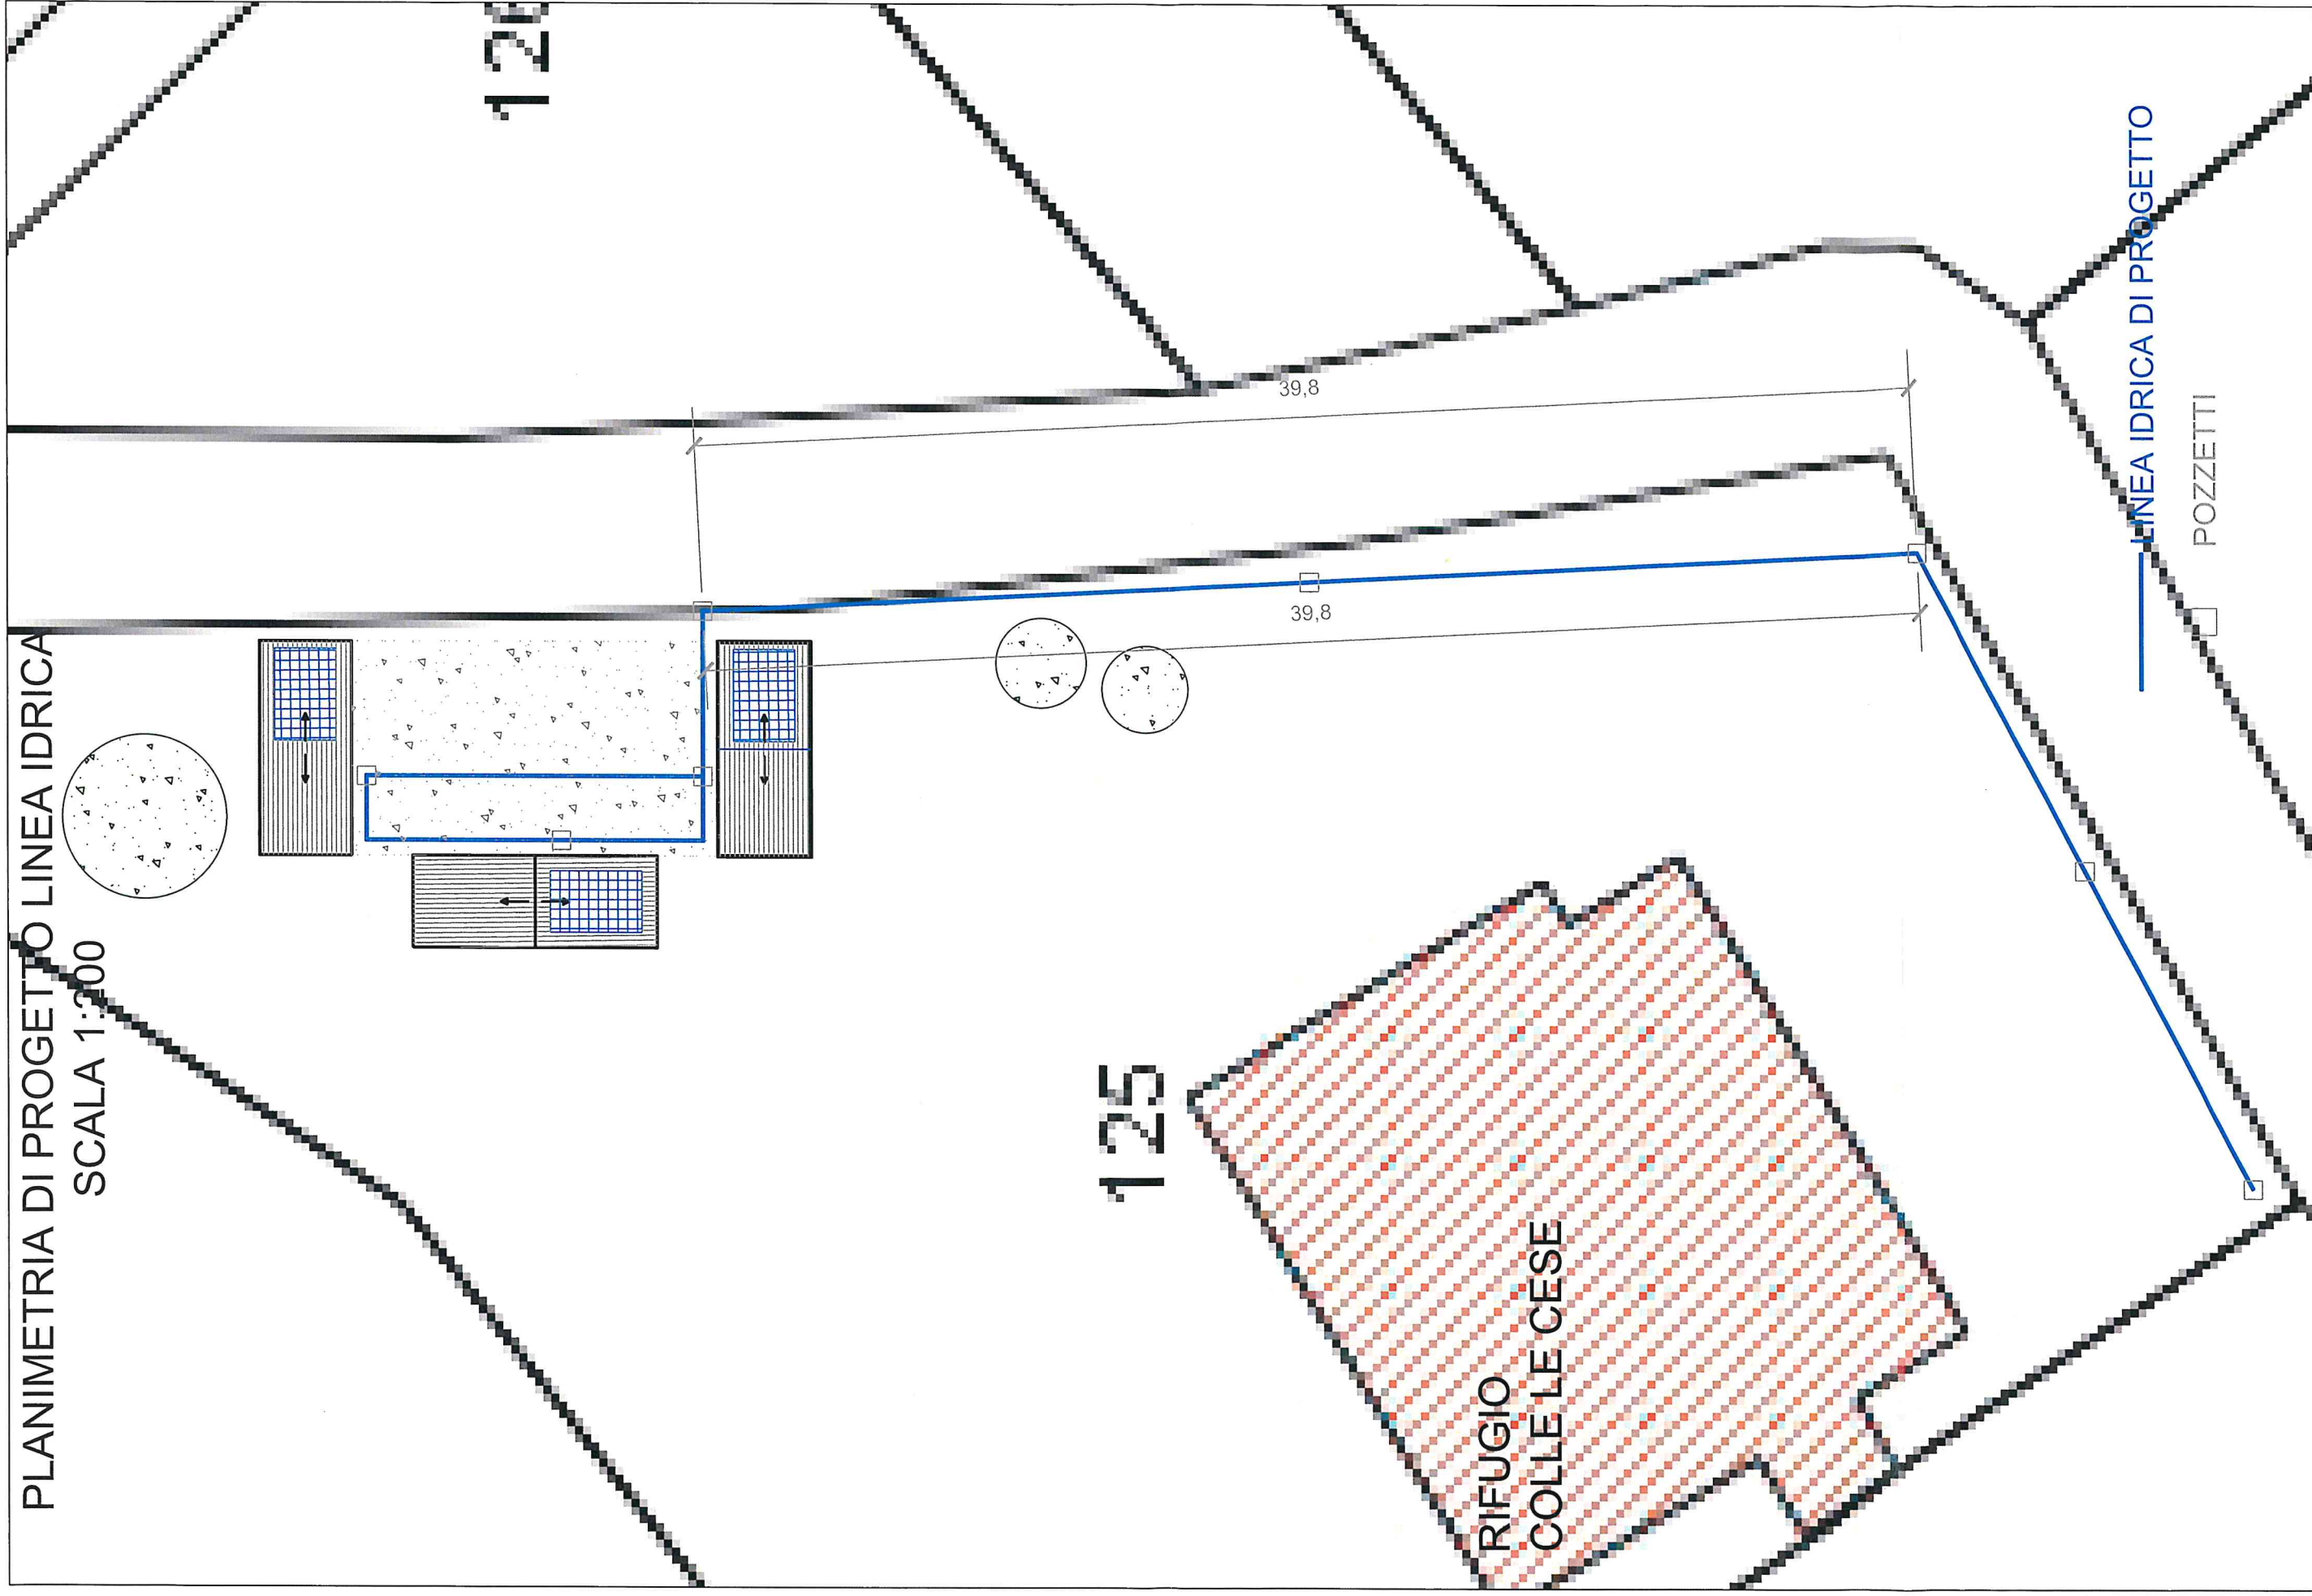 PLANIMETRIA DI PROGETTO LINEA IDRICA
SCALA 1:200
39,8
39,8
125
RIFUGIO
COLLE LE CESE
LINEA IDRICA DI PROGETTO
POZZETTI